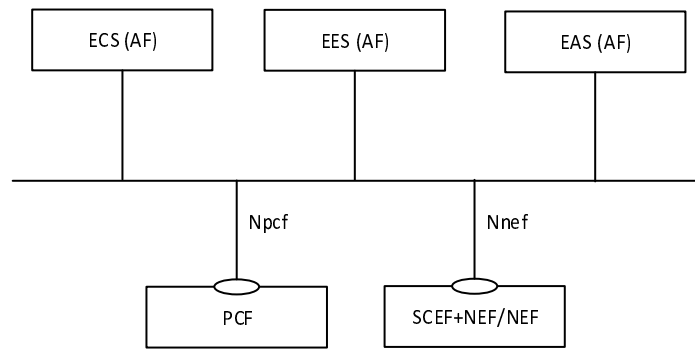 ECS (AF)
EES (AF)
EAS (AF)
Npcf
Nnef
PCF
SCEF+NEF/NEF